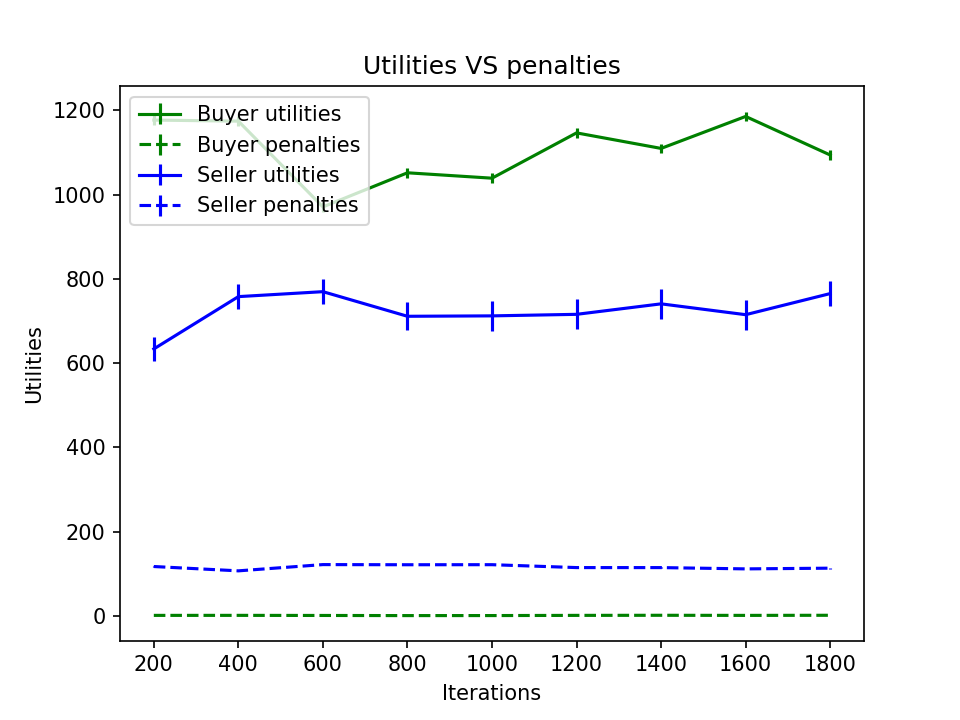 Utilities VS penalties
1200
1000
800
600
400
200
0
Utilities
Buyer utilities
Buyer penalties
Seller utilities
Seller penalties
200 400 600 800 1000 1200 1400 1600 1800
Iterations